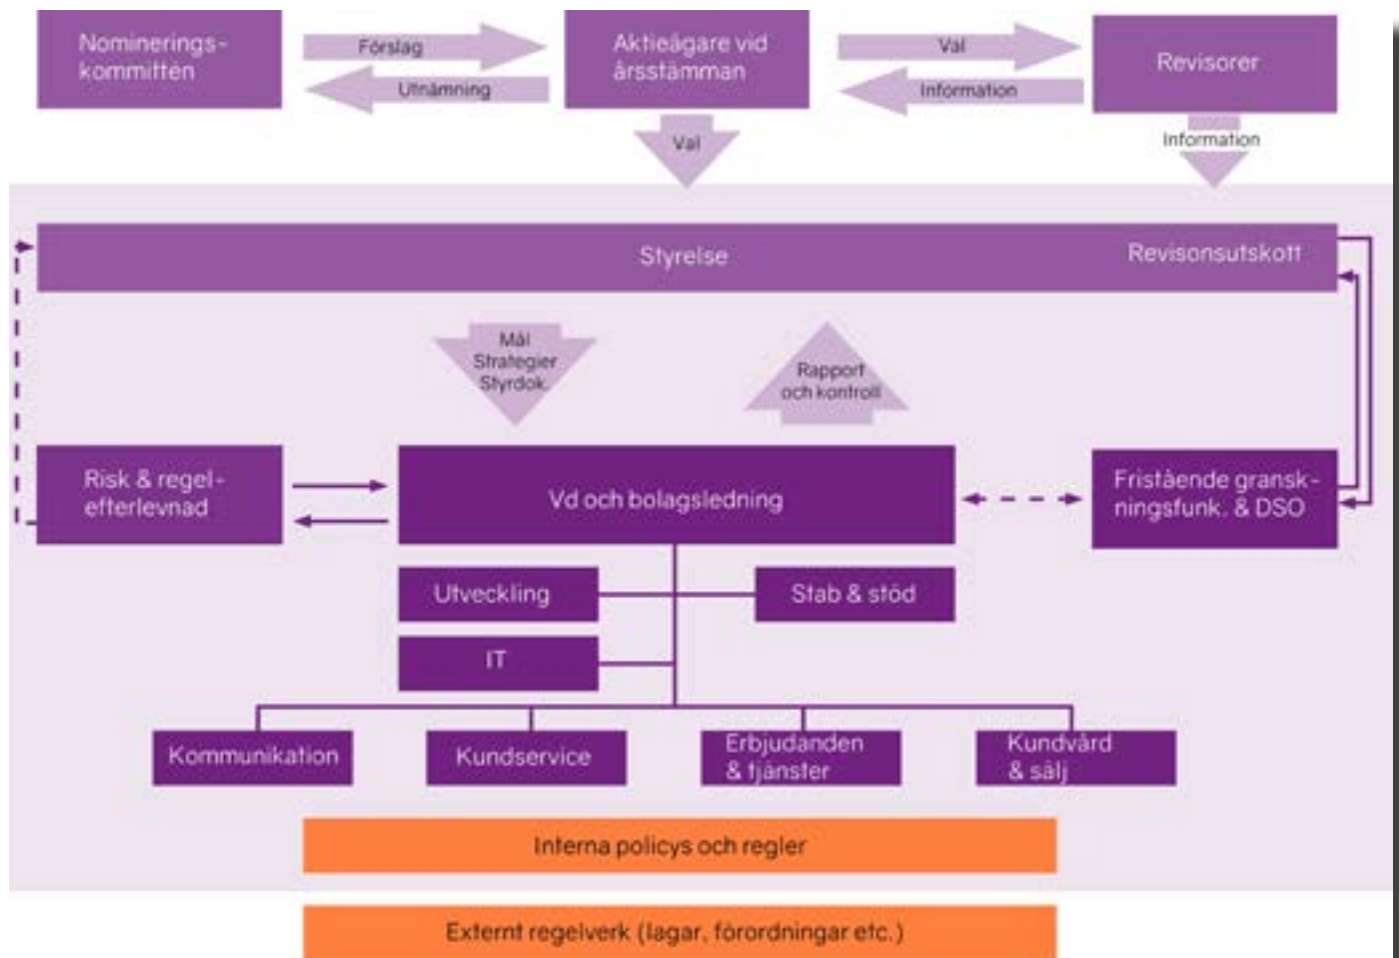 Nominerings-
kommittén
Förslag
Utnämning
Aktieägare vid
årsstämman
Val
Information
Revisorer
Val
Information
Styrelse
Revisonsutskott
Mål
Strategier
Styrdok.
Rapport
och kontroll
Risk & regel-
efterlevnad
Vd och bolagsledning
Fristående gransk-
ningsfunk. & DSO
Utveckling
Stab & stöd
IT
Kommunikation
Kundservice
Erbjudanden
& tjänster
Kundvård
& sälj
Interna policys och regler
Externt regelverk (lagar, förordningar etc.)